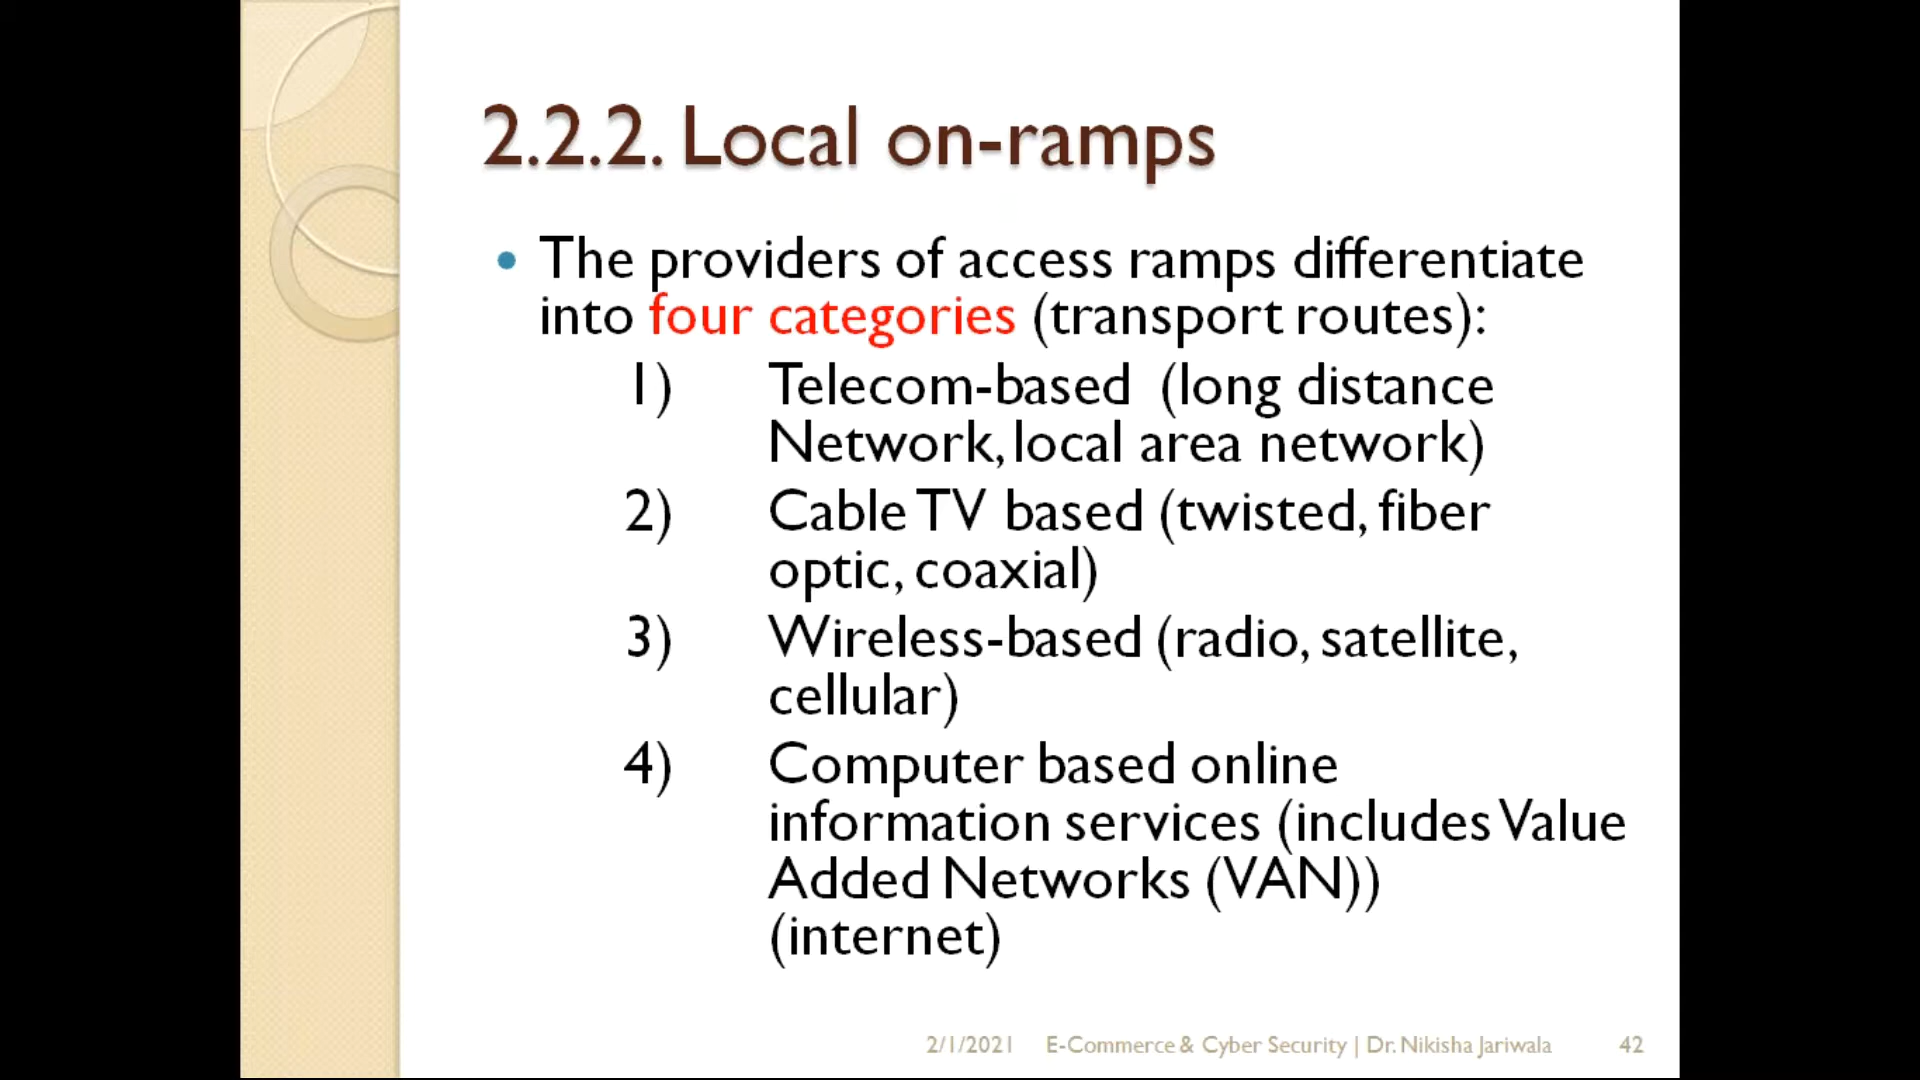 2.2.2. Local on-ramps
• The providers of access ramps differentiate
into four categories (transport routes):
1) Telecom-based (long distance
Network, local area network)
2) Cable TV based (twisted, fiber
optic, coaxial)
3) Wireless-based (radio, satellite,
cellular)
4) Computer based online
information services (includes Value
Added Networks (VAN))
(internet)
2/1/2021 E-Commerce & Cyber Security | Dr. Nikisha Jariwala 42